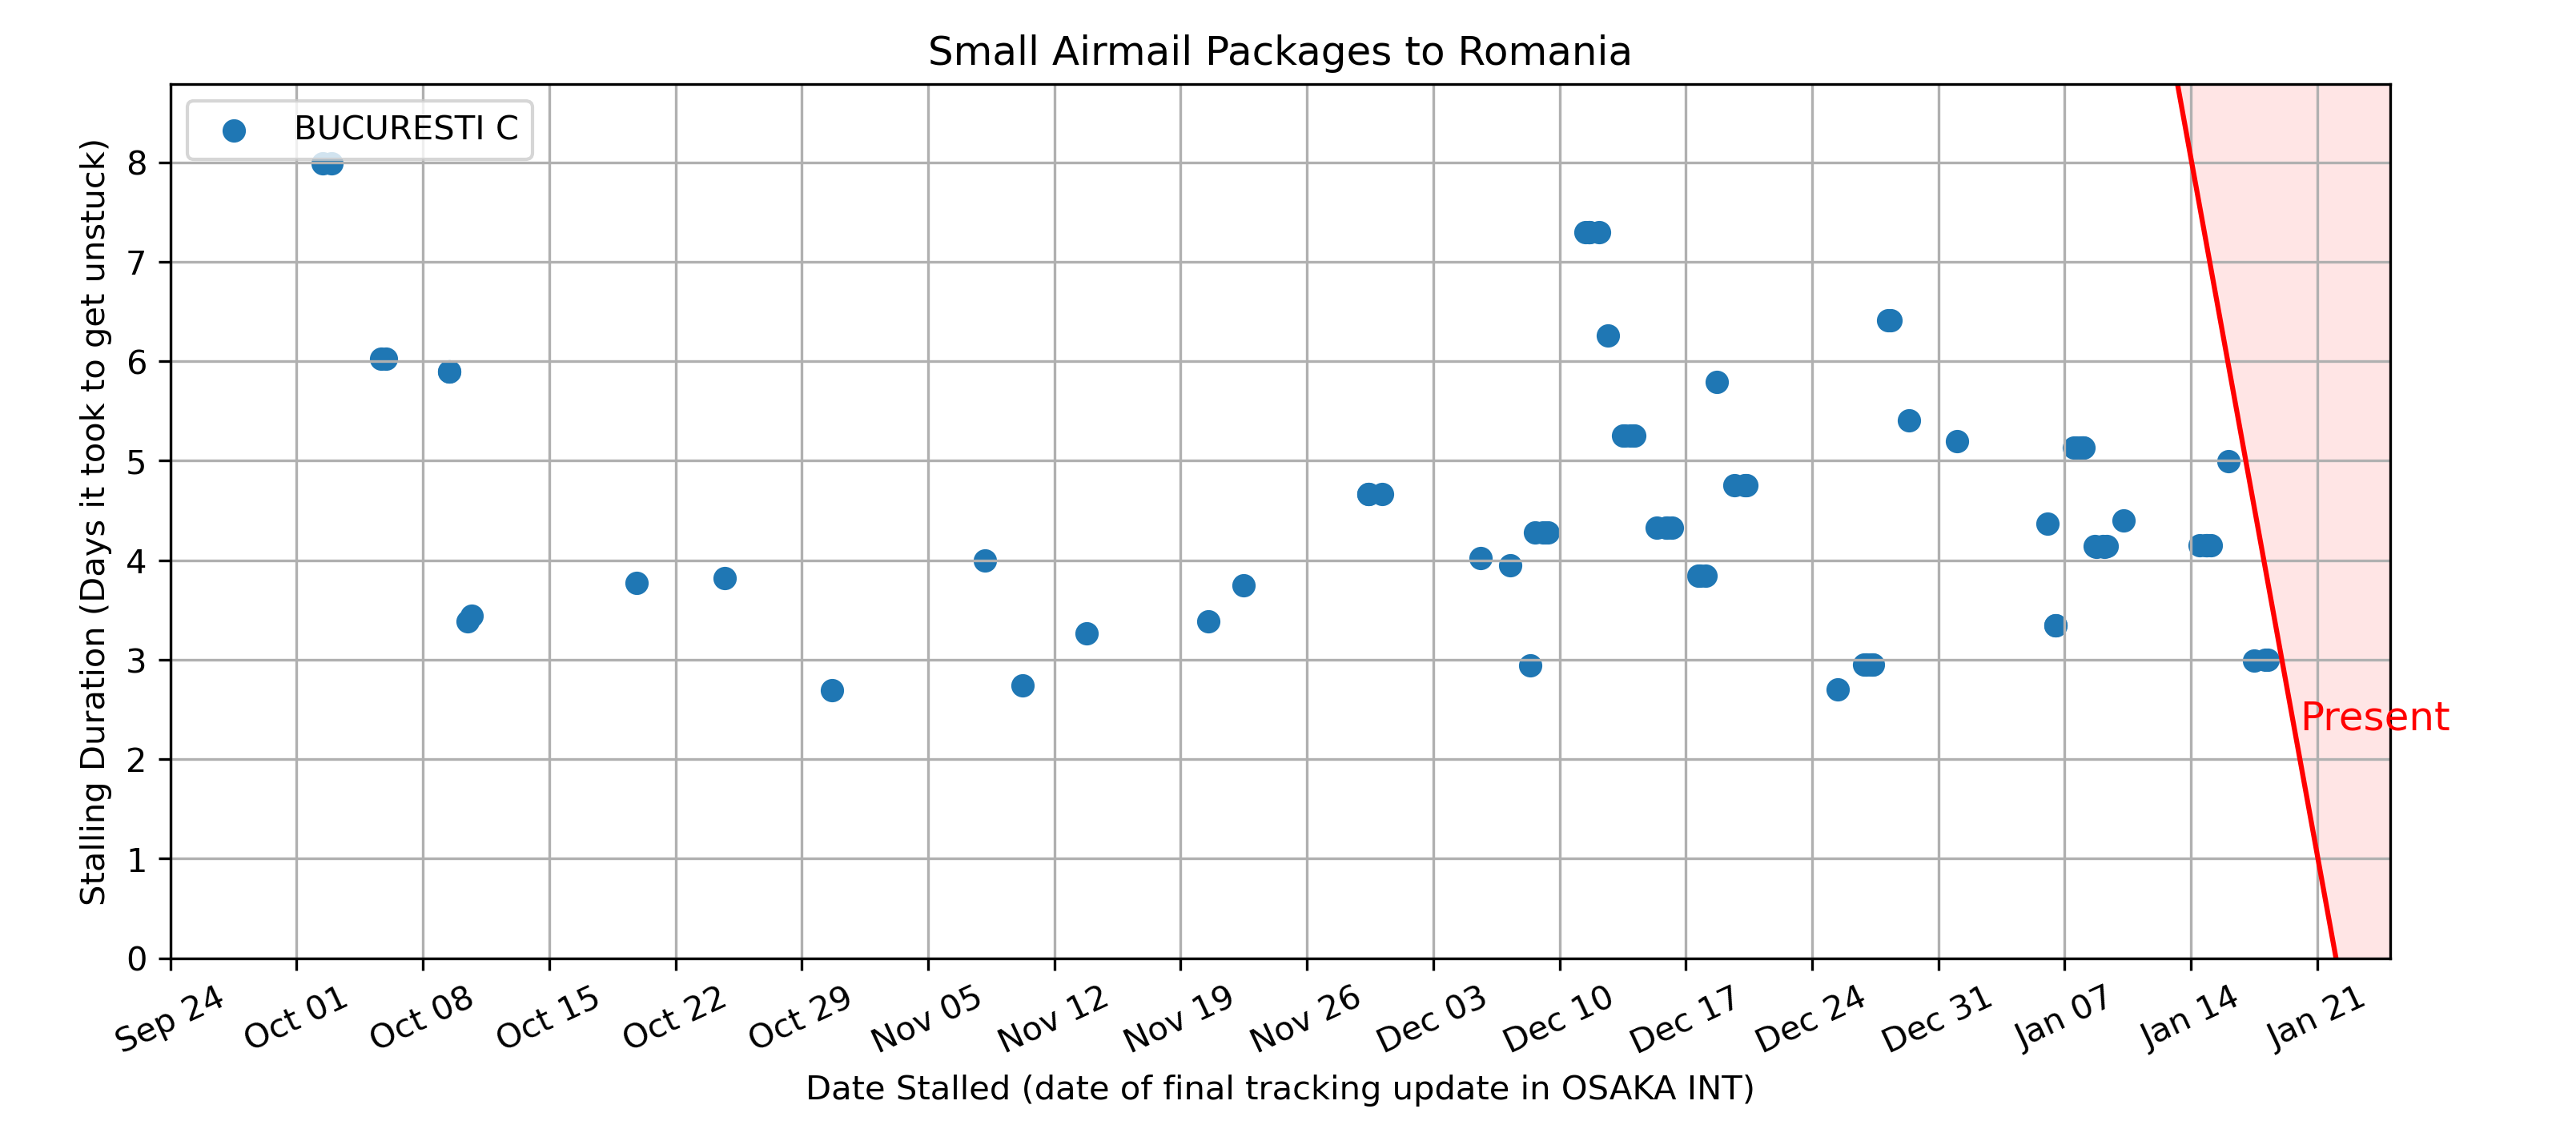 Small Airmail Packages to Romania
BUCURESTI C
Stalling Duration (Days it took to get unstuck)
8
7
6
5
4
3
2
1
0
Present
Sep 24
Oct 01
Oct 08
Oct 15
Oct 22
Oct 29
Nov 05
Nov 12
Nov 19
Nov 26
Dec 03
Dec 10
Dec 17
Dec 24
Dec 31
Jan 07
Jan 14
Jan 21
Date Stalled (date of final tracking update in OSAKA INT)